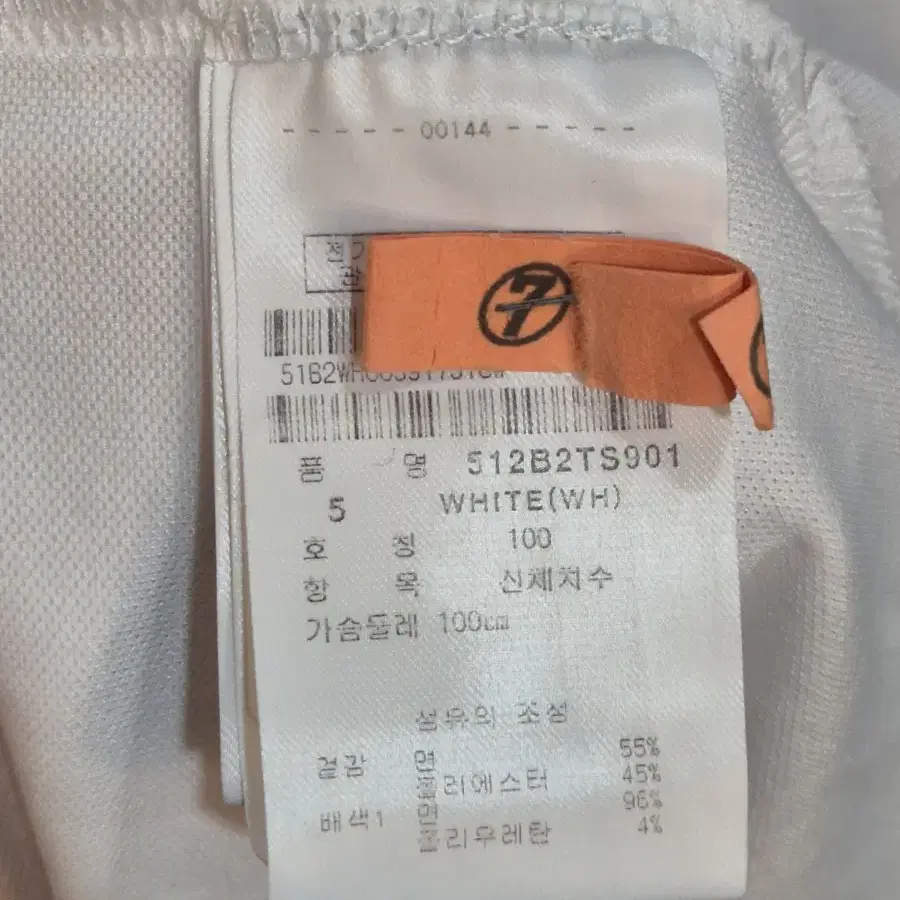 - - - - - 00144 - - - - -
7
품 명 512B2TS901
5 WHITE(WH)
호 칭 100
항 목 신체치수
가슴둘레 100cm
섬유의 조성
겉감 면 55%
폴리에스터 45%
배색1 면 96%
폴리우레탄 4%